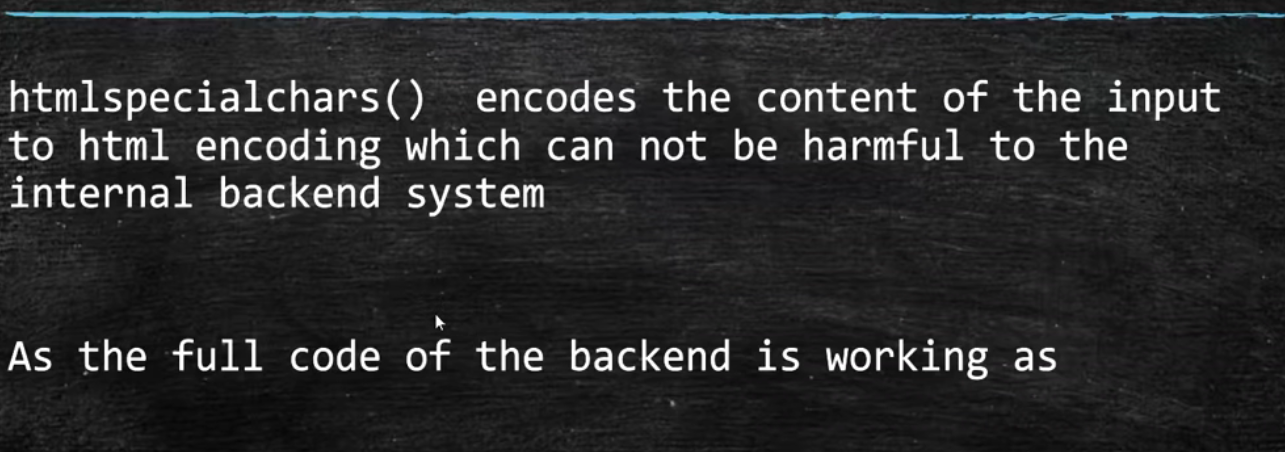 htmlspecialchars()  encodes the content of the input
to html encoding which can not be harmful to the
internal backend system
As the full code of the backend is working as